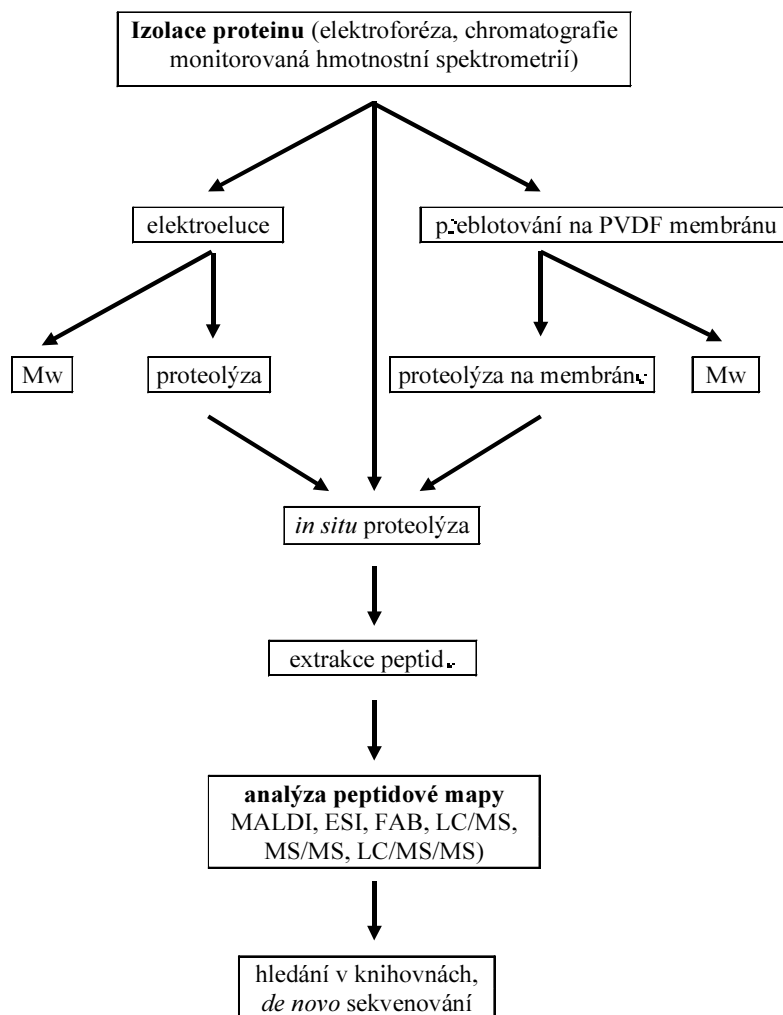 Izolace proteinu (elektroforéza, chromatografie
monitorovaná hmotnostní spektrometrií)
elektroeluce
na PVDF membránu
Mw
proteolýza
proteolýza na
Mw
in situ proteolýza
extrakce
analýza peptidové mapy
MALDI, ESI, FAB, LC/MS,
MS/MS, LC/MS/MS)
hledání v knihovnách,
de novo sekvenování